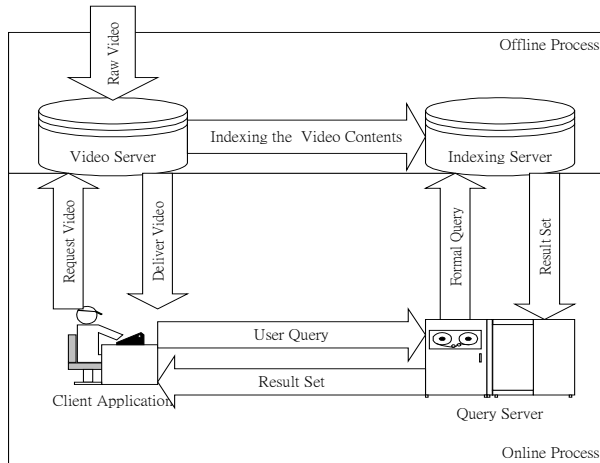 Raw Video
Offline Process
Video Server
Indexing the Video Contents
Indexing Server
Request Video
Deliver Video
Formal Query
Result Set
User Query
Result Set
Client Application
Query Server
Online Process